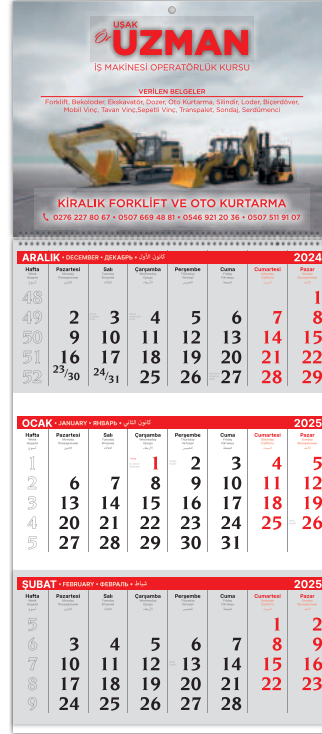 UŞAK
Öz UZMAN
İŞ MAKİNESİ OPERATÖRLÜK KURSU
VERİLEN BELGELER
Forklift, Bekoloder, Ekskavatör, Dozer, Oto Kurtarma, Silindir, Loder, Biçerdöver,
Mobil Vinç, Tavan Vinç,Sepetli Vinç, Transpalet, Sondaj, Serdümenci
KİRALIK FORKLİFT VE OTO KURTARMA
0276 227 80 67 • 0507 669 48 81 • 0546 921 20 36 • 0507 511 91 07
ARALIK • DECEMBER • ДЕКАБРЬ • كانون الأول 2024
Hafta Pazartesi Salı Çarşamba Perşembe Cuma Cumartesi Pazar
48 1
49 2 3 4 5 6 7 8
50 9 10 11 12 13 14 15
51 16 17 18 19 20 21 22
52 23/30 24/31 25 26 27 28 29
OCAK • JANUARY • ЯНВАРЬ • كانون الثاني 2025
Hafta Pazartesi Salı Çarşamba Perşembe Cuma Cumartesi Pazar
1 1 2 3 4 5
2 6 7 8 9 10 11 12
3 13 14 15 16 17 18 19
4 20 21 22 23 24 25 26
5 27 28 29 30 31
ŞUBAT • FEBRUARY • ФЕВРАЛЬ • شباط 2025
Hafta Pazartesi Salı Çarşamba Perşembe Cuma Cumartesi Pazar
5 1 2
6 3 4 5 6 7 8 9
7 10 11 12 13 14 15 16
8 17 18 19 20 21 22 23
9 24 25 26 27 28